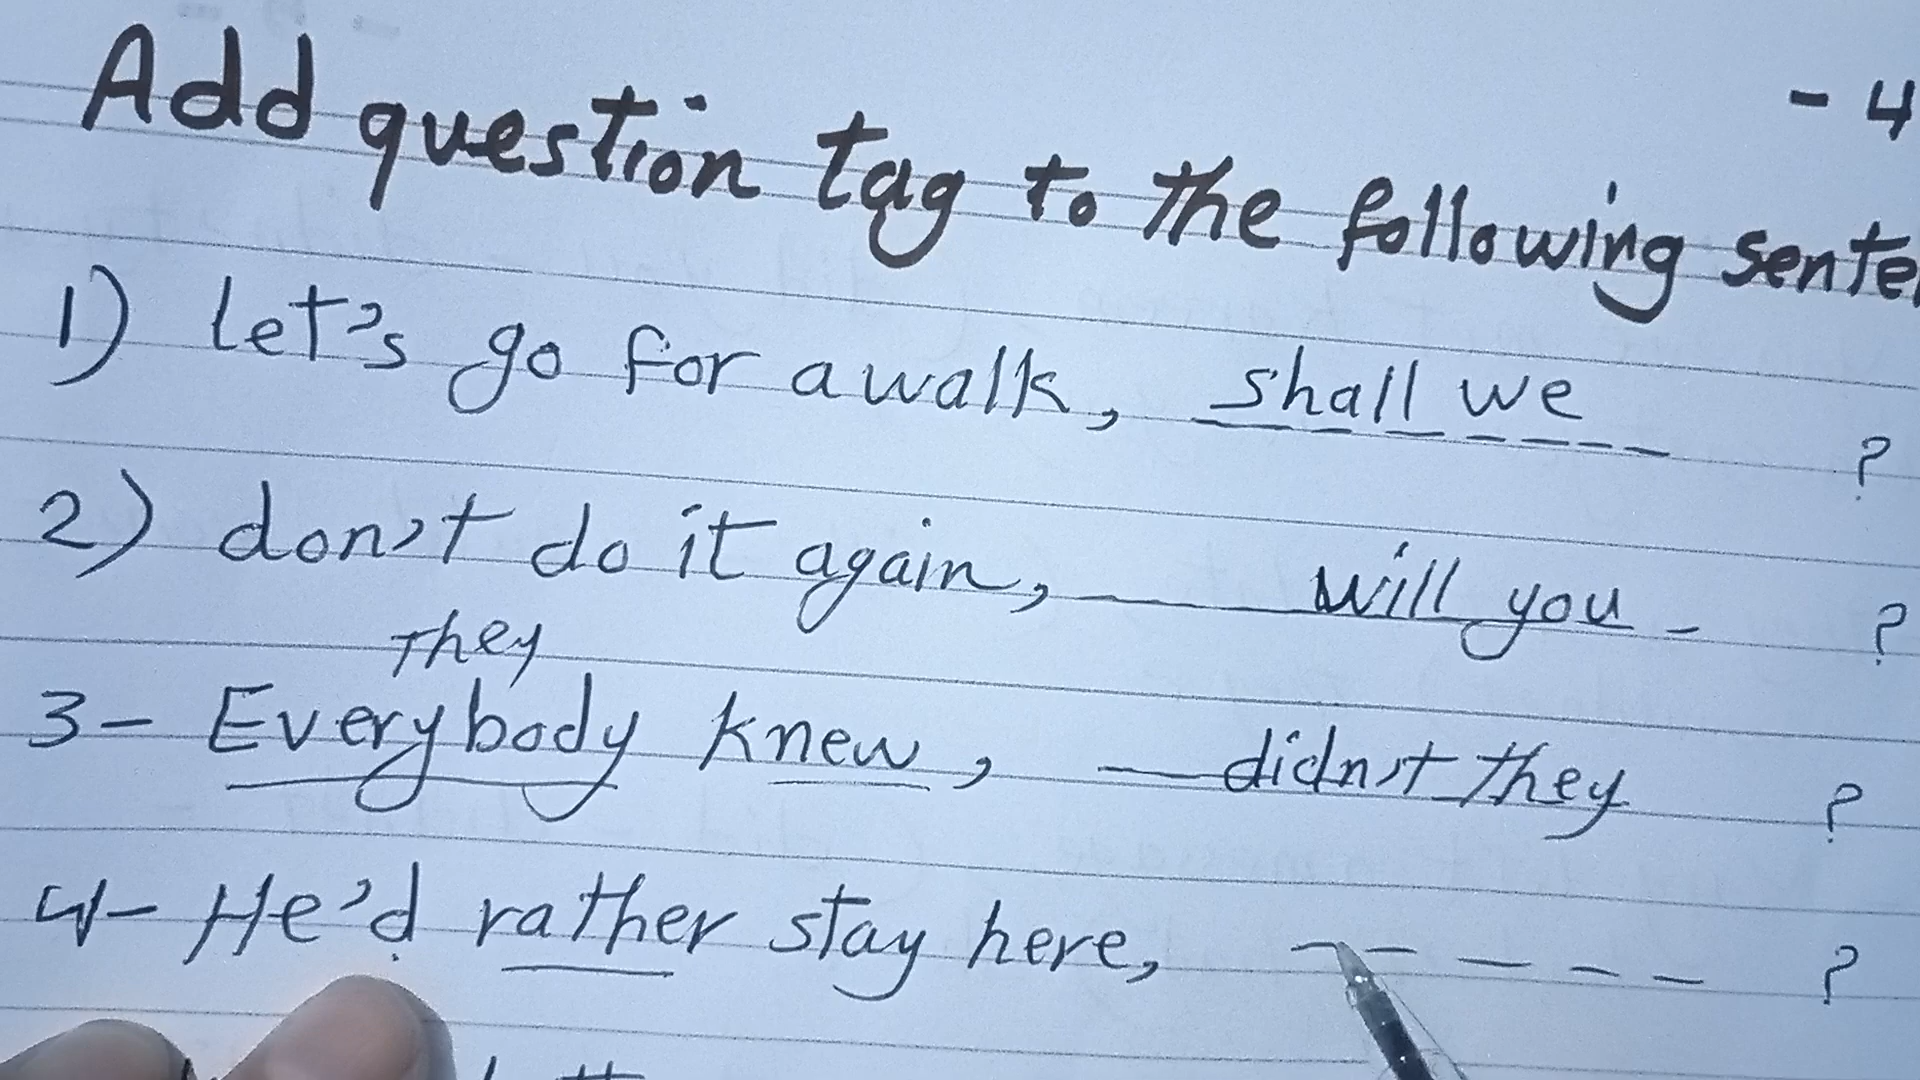 - 4
Add question tag to the following
1) let's go for a walk, shall we ?
2) don't do it again, will you - ?
They
3- Everybody knew, didn't they ?
4- He'd rather stay here, ?